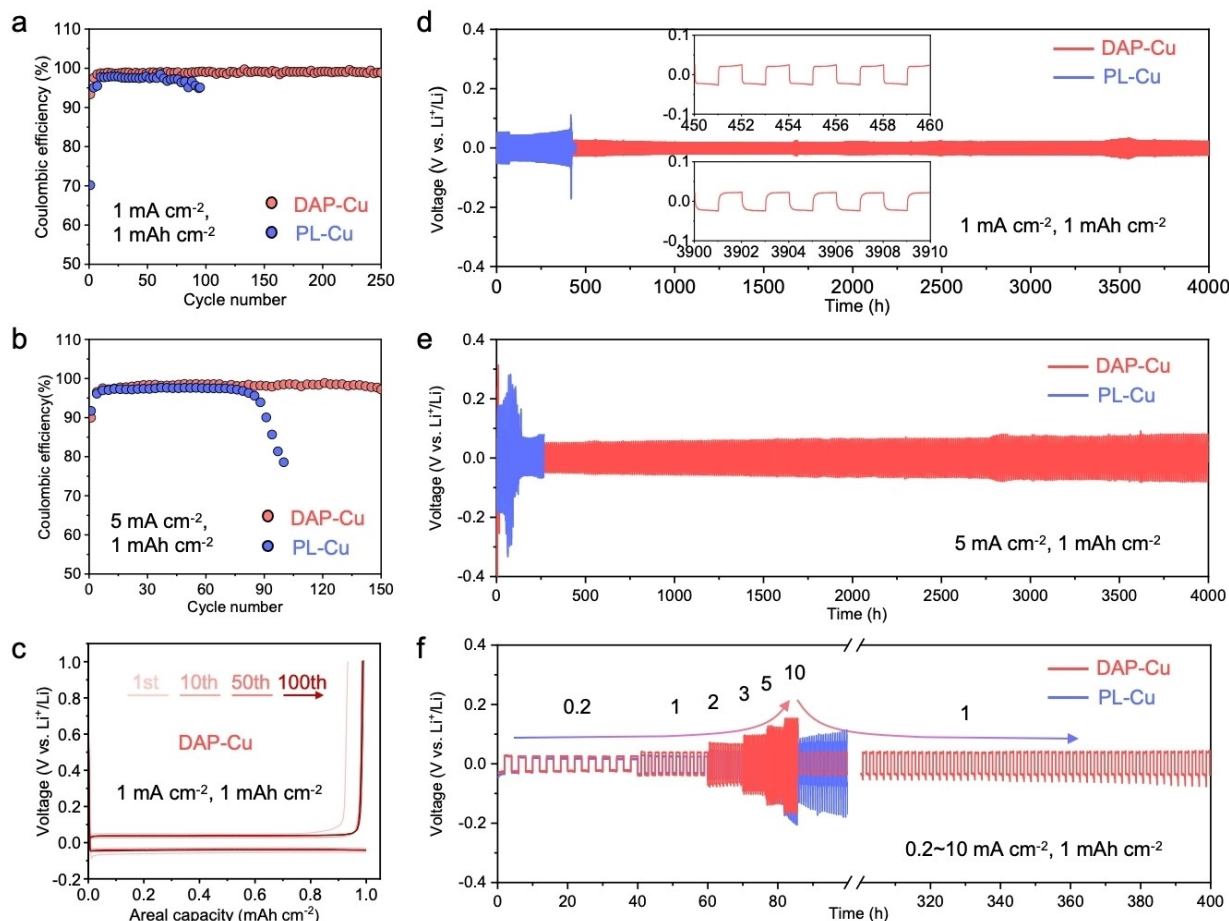 a
110
100
90
80
70
60
50
Coulombic efficiency (%)
1 mA cm-2,
1 mAh cm-2
DAP-Cu
PL-Cu
0 50 100 150 200 250
Cycle number
d
0.4
0.2
0.0
-0.2
-0.4
Voltage (V vs. Li+/Li)
0.1
0.0
-0.1
450 452 454 456 458 460
0.1
0.0
-0.1
3900 3902 3904 3906 3908 3910
DAP-Cu
PL-Cu
1 mA cm-2, 1 mAh cm-2
0 500 1000 1500 2000 2500 3000 3500 4000
Time (h)
b
110
100
90
80
70
60
50
Coulombic efficiency(%)
5 mA cm-2,
1 mAh cm-2
DAP-Cu
PL-Cu
0 30 60 90 120 150
Cycle number
e
0.4
0.2
0.0
-0.2
-0.4
Voltage (V vs. Li+/Li)
DAP-Cu
PL-Cu
5 mA cm-2, 1 mAh cm-2
0 500 1000 1500 2000 2500 3000 3500 4000
Time (h)
c
1.0
0.8
0.6
0.4
0.2
0.0
-0.2
Voltage (V vs. Li+/Li)
1st 10th 50th 100th
DAP-Cu
1 mA cm-2, 1 mAh cm-2
0.0 0.2 0.4 0.6 0.8 1.0
Areal capacity (mAh cm-2)
f
0.4
0.2
0.0
-0.2
-0.4
Voltage (V vs. Li+/Li)
0.2 1 2 3 5 10 1
DAP-Cu
PL-Cu
0.2~10 mA cm-2, 1 mAh cm-2
0 20 40 60 80 100 320 340 360 380 400
Time (h)